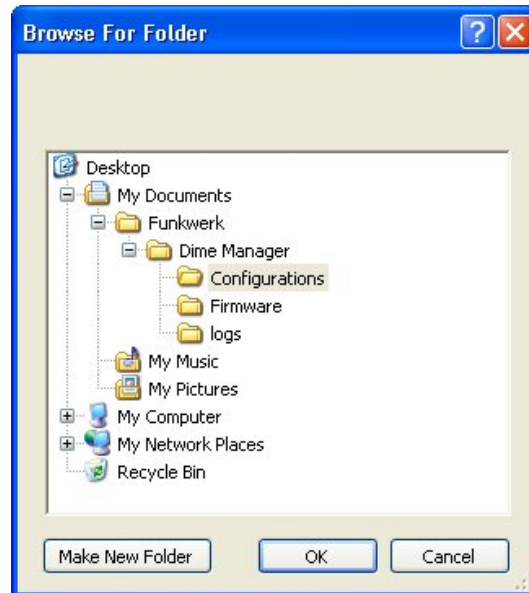 Browse For Folder
Desktop
My Documents
Funkwerk
Dime Manager
Configurations
Firmware
logs
My Music
My Pictures
My Computer
My Network Places
Recycle Bin
Make New Folder OK Cancel